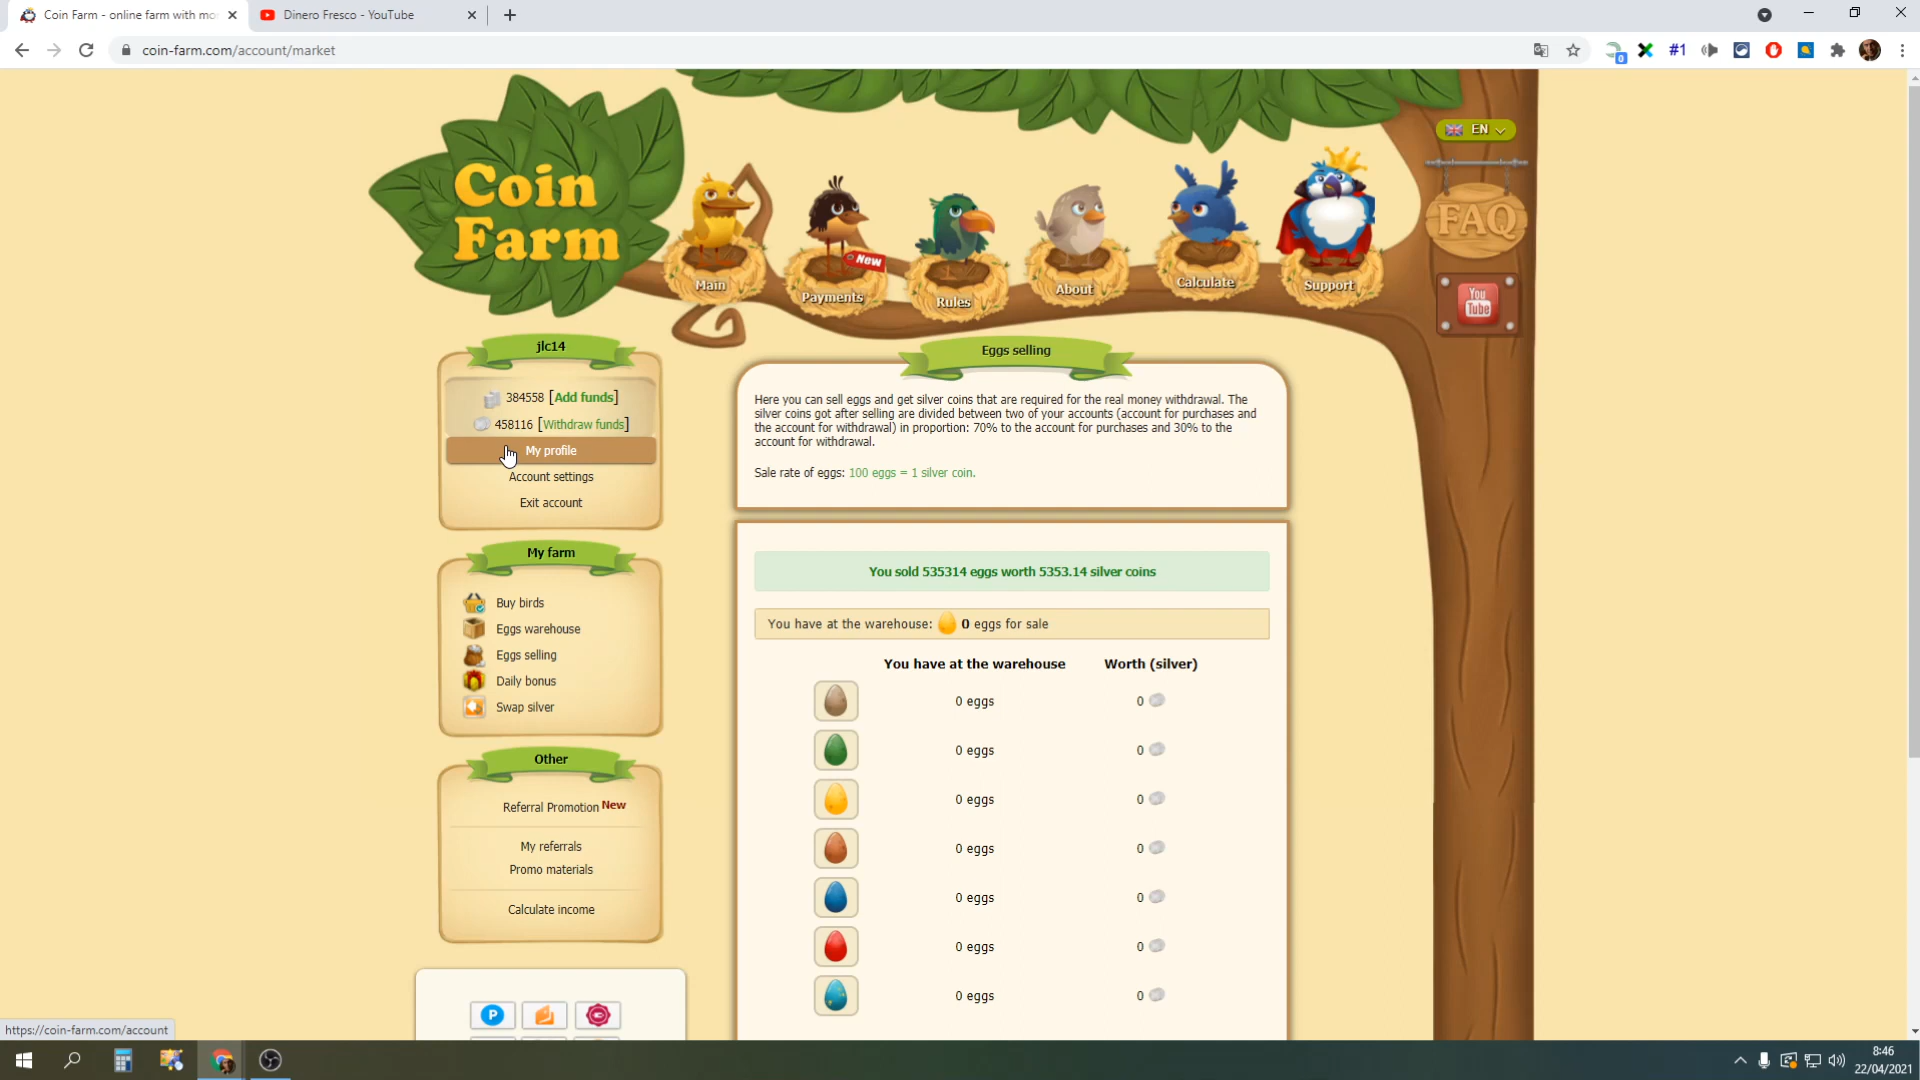 Coin Farm - online farm with mo
Dinero Fresco - YouTube
coin-farm.com/account/market
0
#1
EN
Coin
Farm
FAQ
New
Main
Payments
Rules
About
Calculate
Support
You
Tube
jlc14
384558 [Add funds]
458116 [Withdraw funds]
My profile
Account settings
Exit account
My farm
Buy birds
Eggs warehouse
Eggs selling
Daily bonus
Swap silver
Other
Referral Promotion New
My referrals
Promo materials
Calculate income
P
Eggs selling
Here you can sell eggs and get silver coins that are required for the real money withdrawal. The
silver coins got after selling are divided between two of your accounts (account for purchases and
the account for withdrawal) in proportion: 70% to the account for purchases and 30% to the
account for withdrawal.
Sale rate of eggs: 100 eggs = 1 silver coin.
You sold 535314 eggs worth 5353.14 silver coins
You have at the warehouse: 0 eggs for sale
You have at the warehouse Worth (silver)
0 eggs 0
0 eggs 0
0 eggs 0
0 eggs 0
0 eggs 0
0 eggs 0
0 eggs 0
https://coin-farm.com/account
8:46
22/04/2021